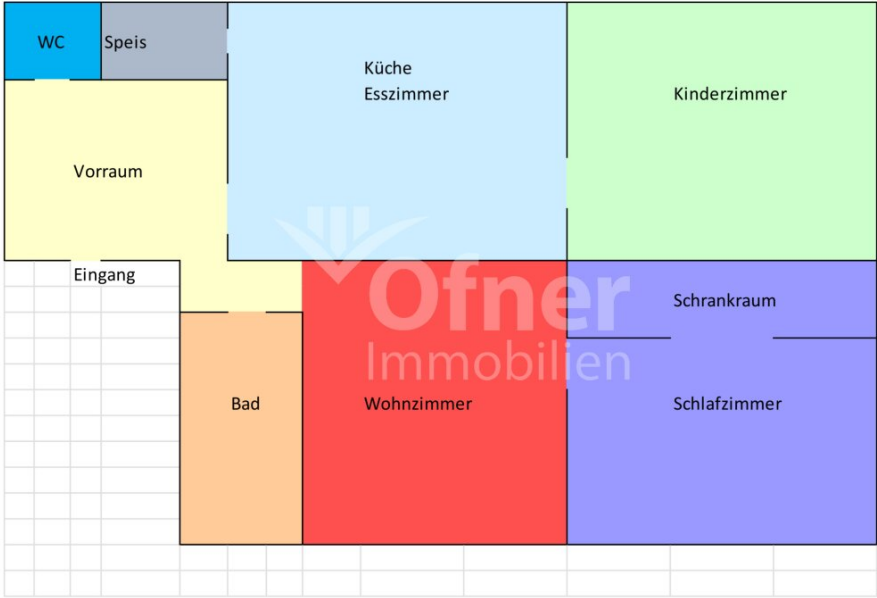 WC
Speis
Küche
Esszimmer
Kinderzimmer
Vorraum
Eingang
Ofner
Immobilien
Schrankraum
Bad
Wohnzimmer
Schlafzimmer